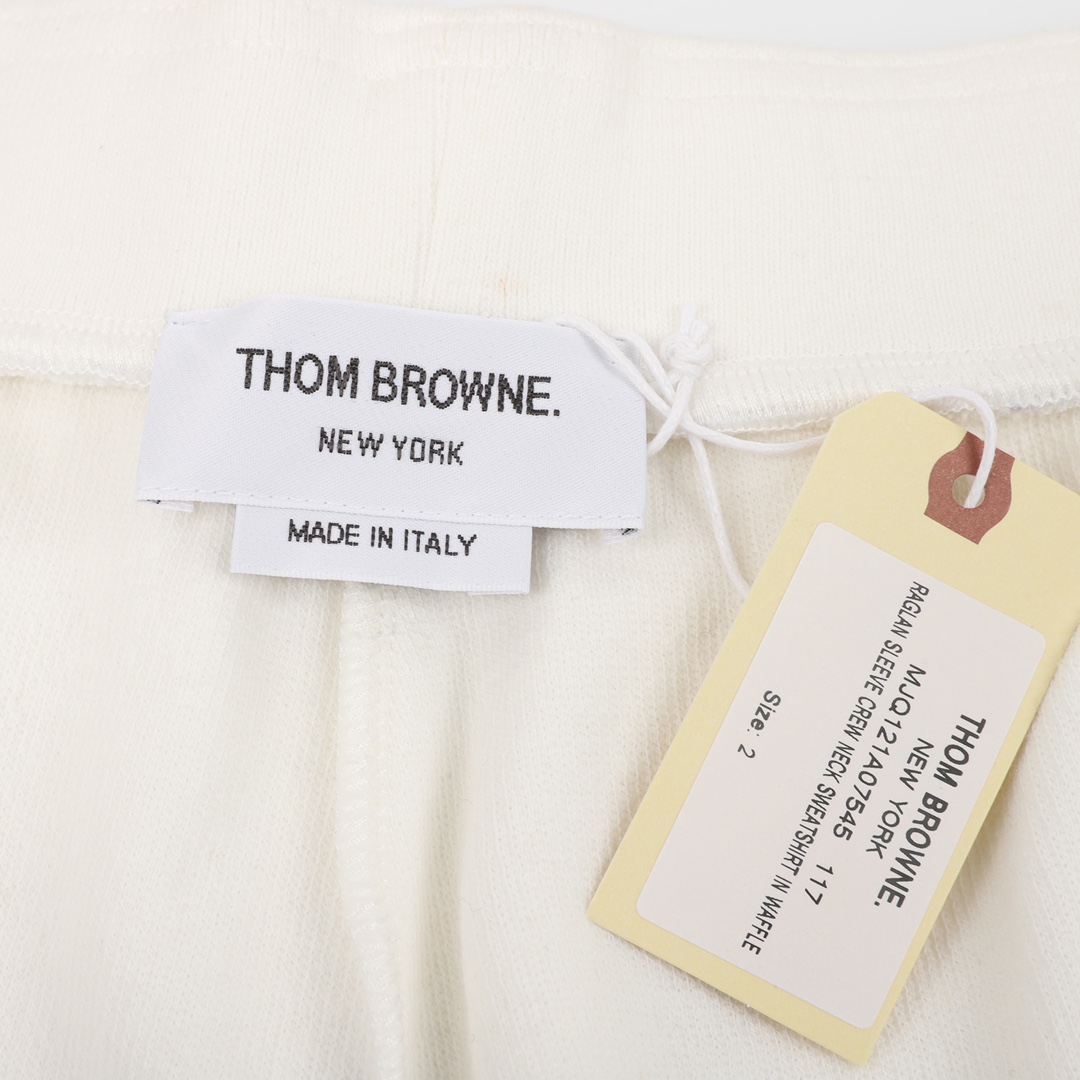 THOM BROWNE.
NEW YORK
MADE IN ITALY
THOM BROWNE.
NEW YORK
MJQ121A07545 117
RAGLAN SLEEVE CREW NECK SWEATSHIRT IN WAFFLE
Size: 2